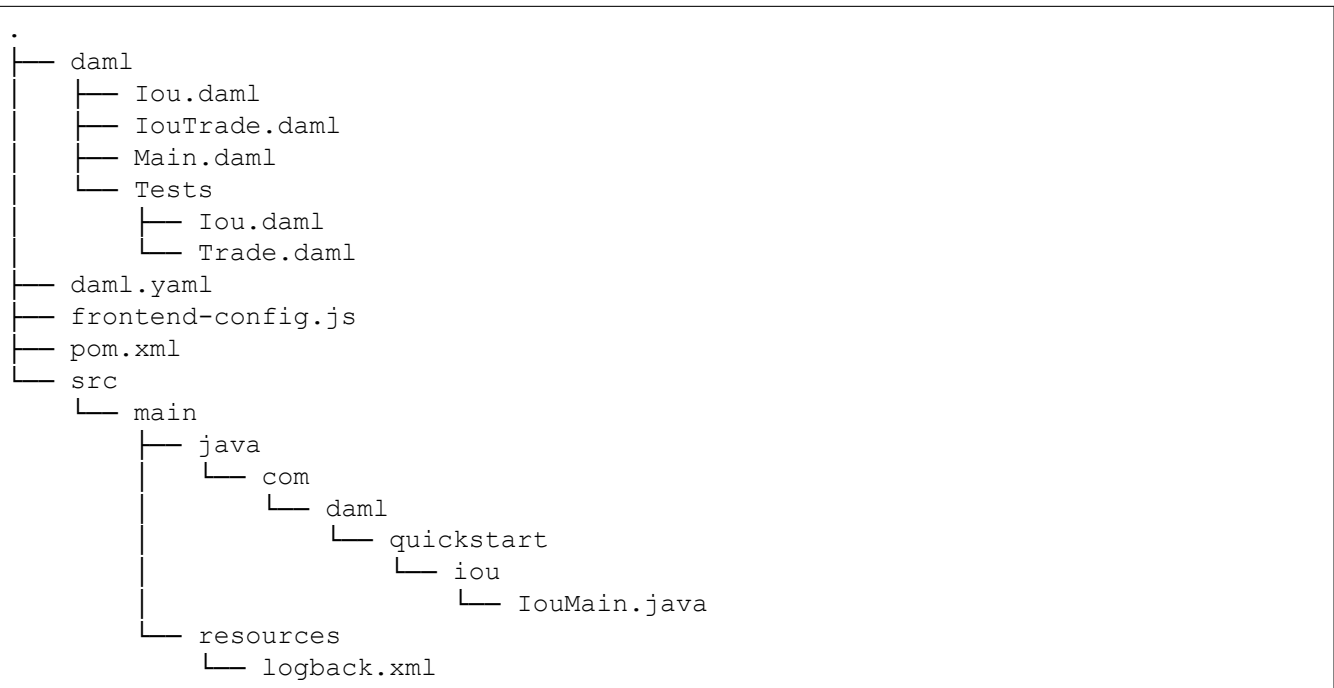 .
├── daml
│   ├── Iou.daml
│   ├── IouTrade.daml
│   ├── Main.daml
│   └── Tests
│       ├── Iou.daml
│       └── Trade.daml
├── daml.yaml
├── frontend-config.js
├── pom.xml
└── src
    └── main
        ├── java
        │   └── com
        │       └── daml
        │           └── quickstart
        │               └── iou
        │                   └── IouMain.java
        └── resources
            └── logback.xml